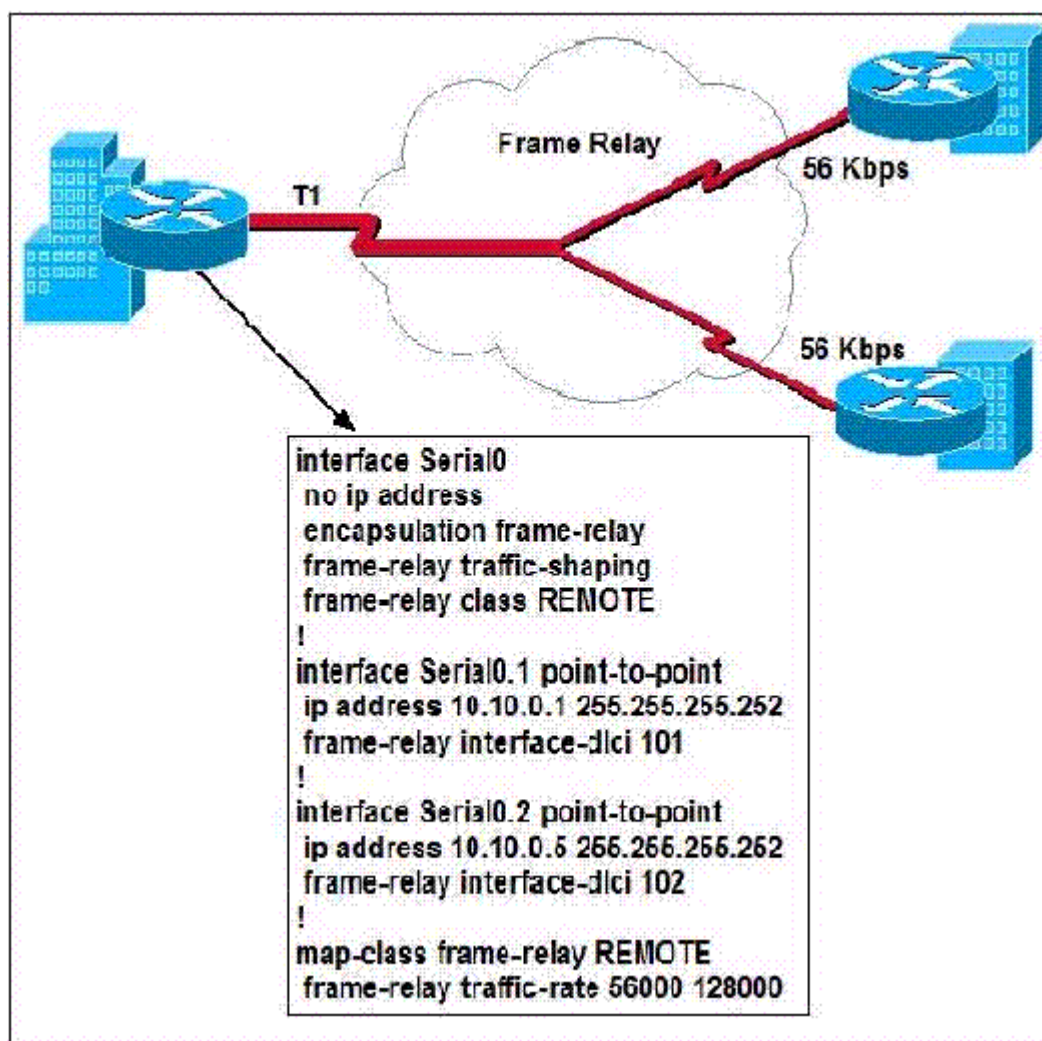 Frame Relay
T1
56 Kbps
56 Kbps
interface Serial0
no ip address
encapsulation frame-relay
frame-relay traffic-shaping
frame-relay class REMOTE
!
interface Serial0.1 point-to-point
ip address 10.10.0.1 255.255.255.252
frame-relay interface-dlci 101
!
interface Serial0.2 point-to-point
ip address 10.10.0.5 255.255.255.252
frame-relay interface-dlci 102
!
map-class frame-relay REMOTE
frame-relay traffic-rate 56000 128000